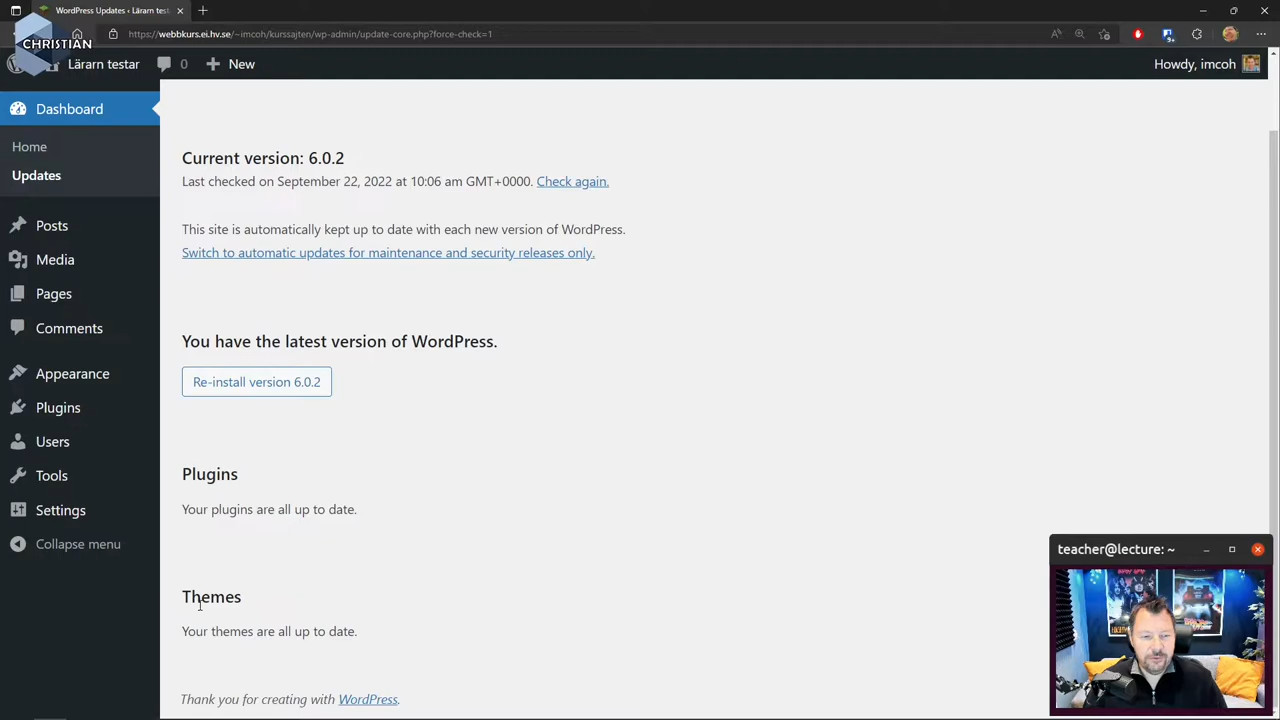 WordPress Updates ‹ Lärarn testar
https://webbkurs.ei.hv.se/~imcoh/kurssajten/wp-admin/update-core.php?force-check=1
CHRISTIAN
Lärarn testar
0
New
Howdy, imcoh
Dashboard
Home
Updates
Posts
Media
Pages
Comments
Appearance
Plugins
Users
Tools
Settings
Collapse menu
Current version: 6.0.2
Last checked on September 22, 2022 at 10:06 am GMT+0000. Check again.
This site is automatically kept up to date with each new version of WordPress.
Switch to automatic updates for maintenance and security releases only.
You have the latest version of WordPress.
Re-install version 6.0.2
Plugins
Your plugins are all up to date.
Themes
Your themes are all up to date.
Thank you for creating with WordPress.
teacher@lecture: ~